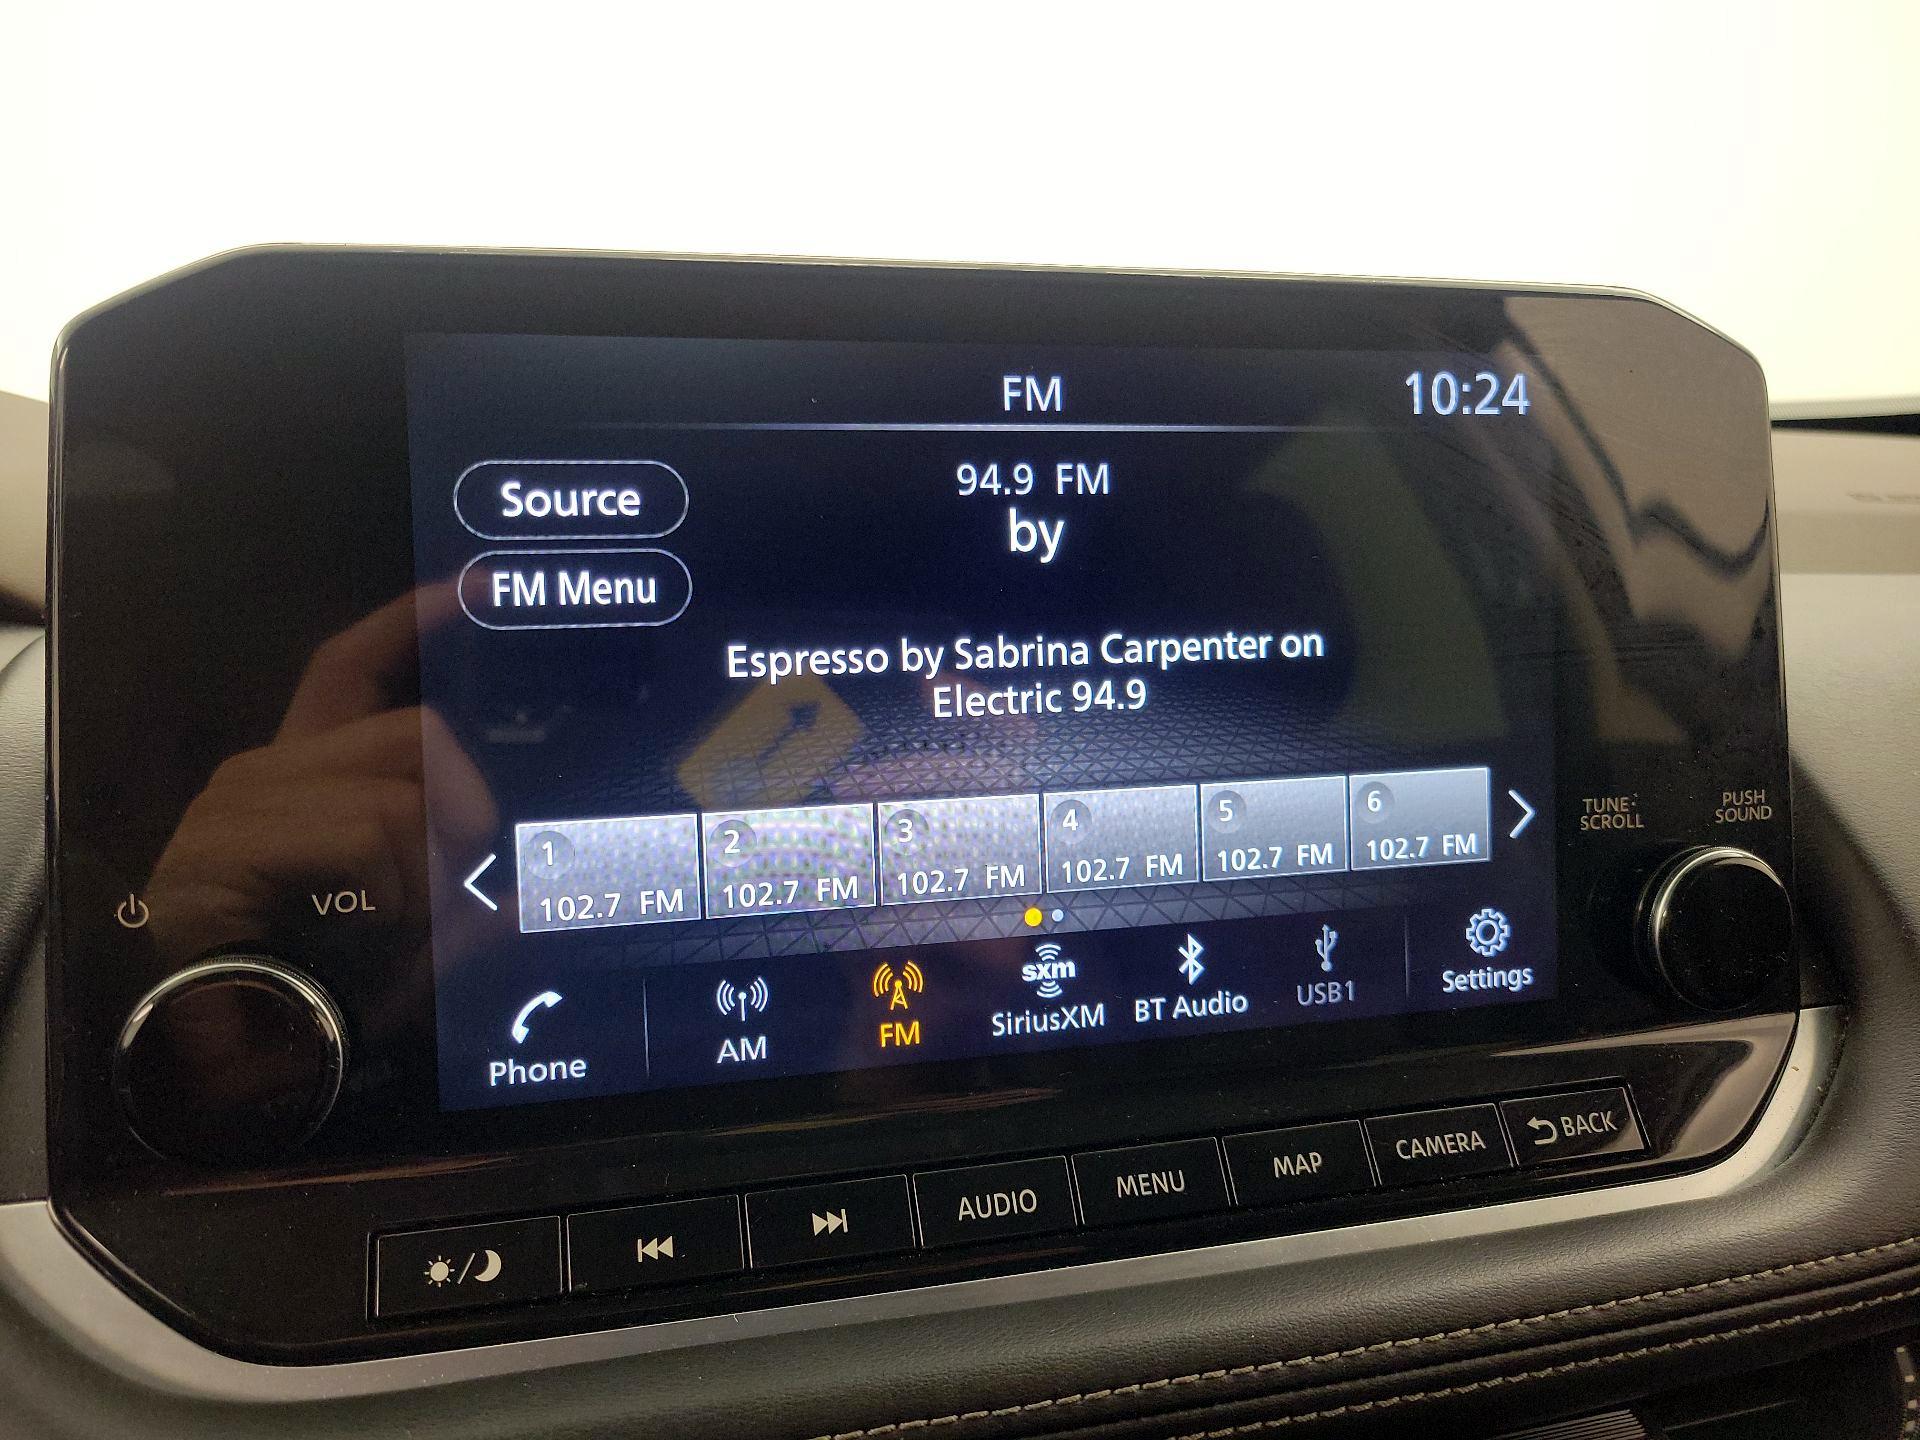 FM
10:24
Source
94.9 FM
by
FM Menu
Espresso by Sabrina Carpenter on
Electric 94.9
1
102.7 FM
2
102.7 FM
3
102.7 FM
4
102.7 FM
5
102.7 FM
6
102.7 FM
TUNE·
SCROLL
PUSH
SOUND
VOL
Phone
AM
FM
sxm
SiriusXM
BT Audio
USB1
Settings
AUDIO
MENU
MAP
CAMERA
BACK